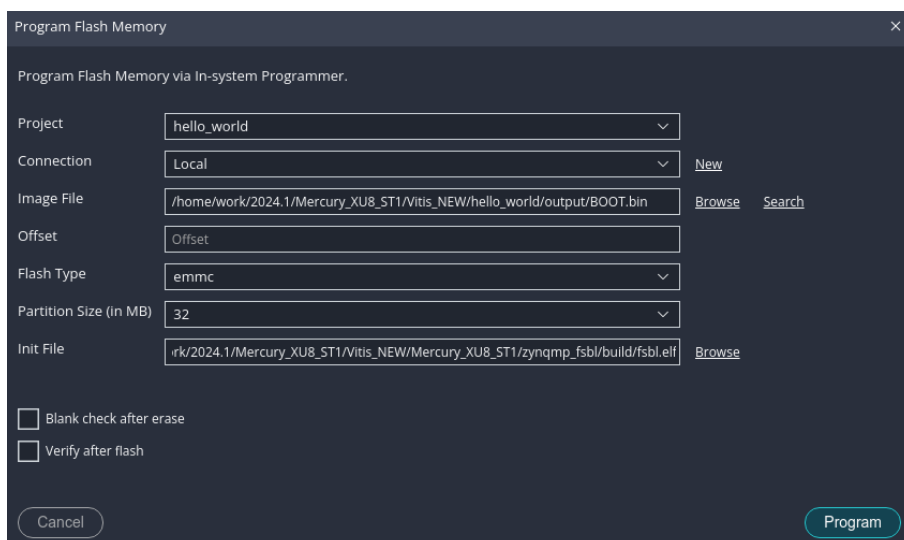 Program Flash Memory
Program Flash Memory via In-system Programmer.
Project hello_world
Connection Local New
Image File /home/work/2024.1/Mercury_XU8_ST1/Vitis_NEW/hello_world/output/BOOT.bin Browse Search
Offset Offset
Flash Type emmc
Partition Size (in MB) 32
Init File rk/2024.1/Mercury_XU8_ST1/Vitis_NEW/Mercury_XU8_ST1/zynqmp_fsbl/build/fsbl.elf Browse
Blank check after erase
Verify after flash
Cancel Program